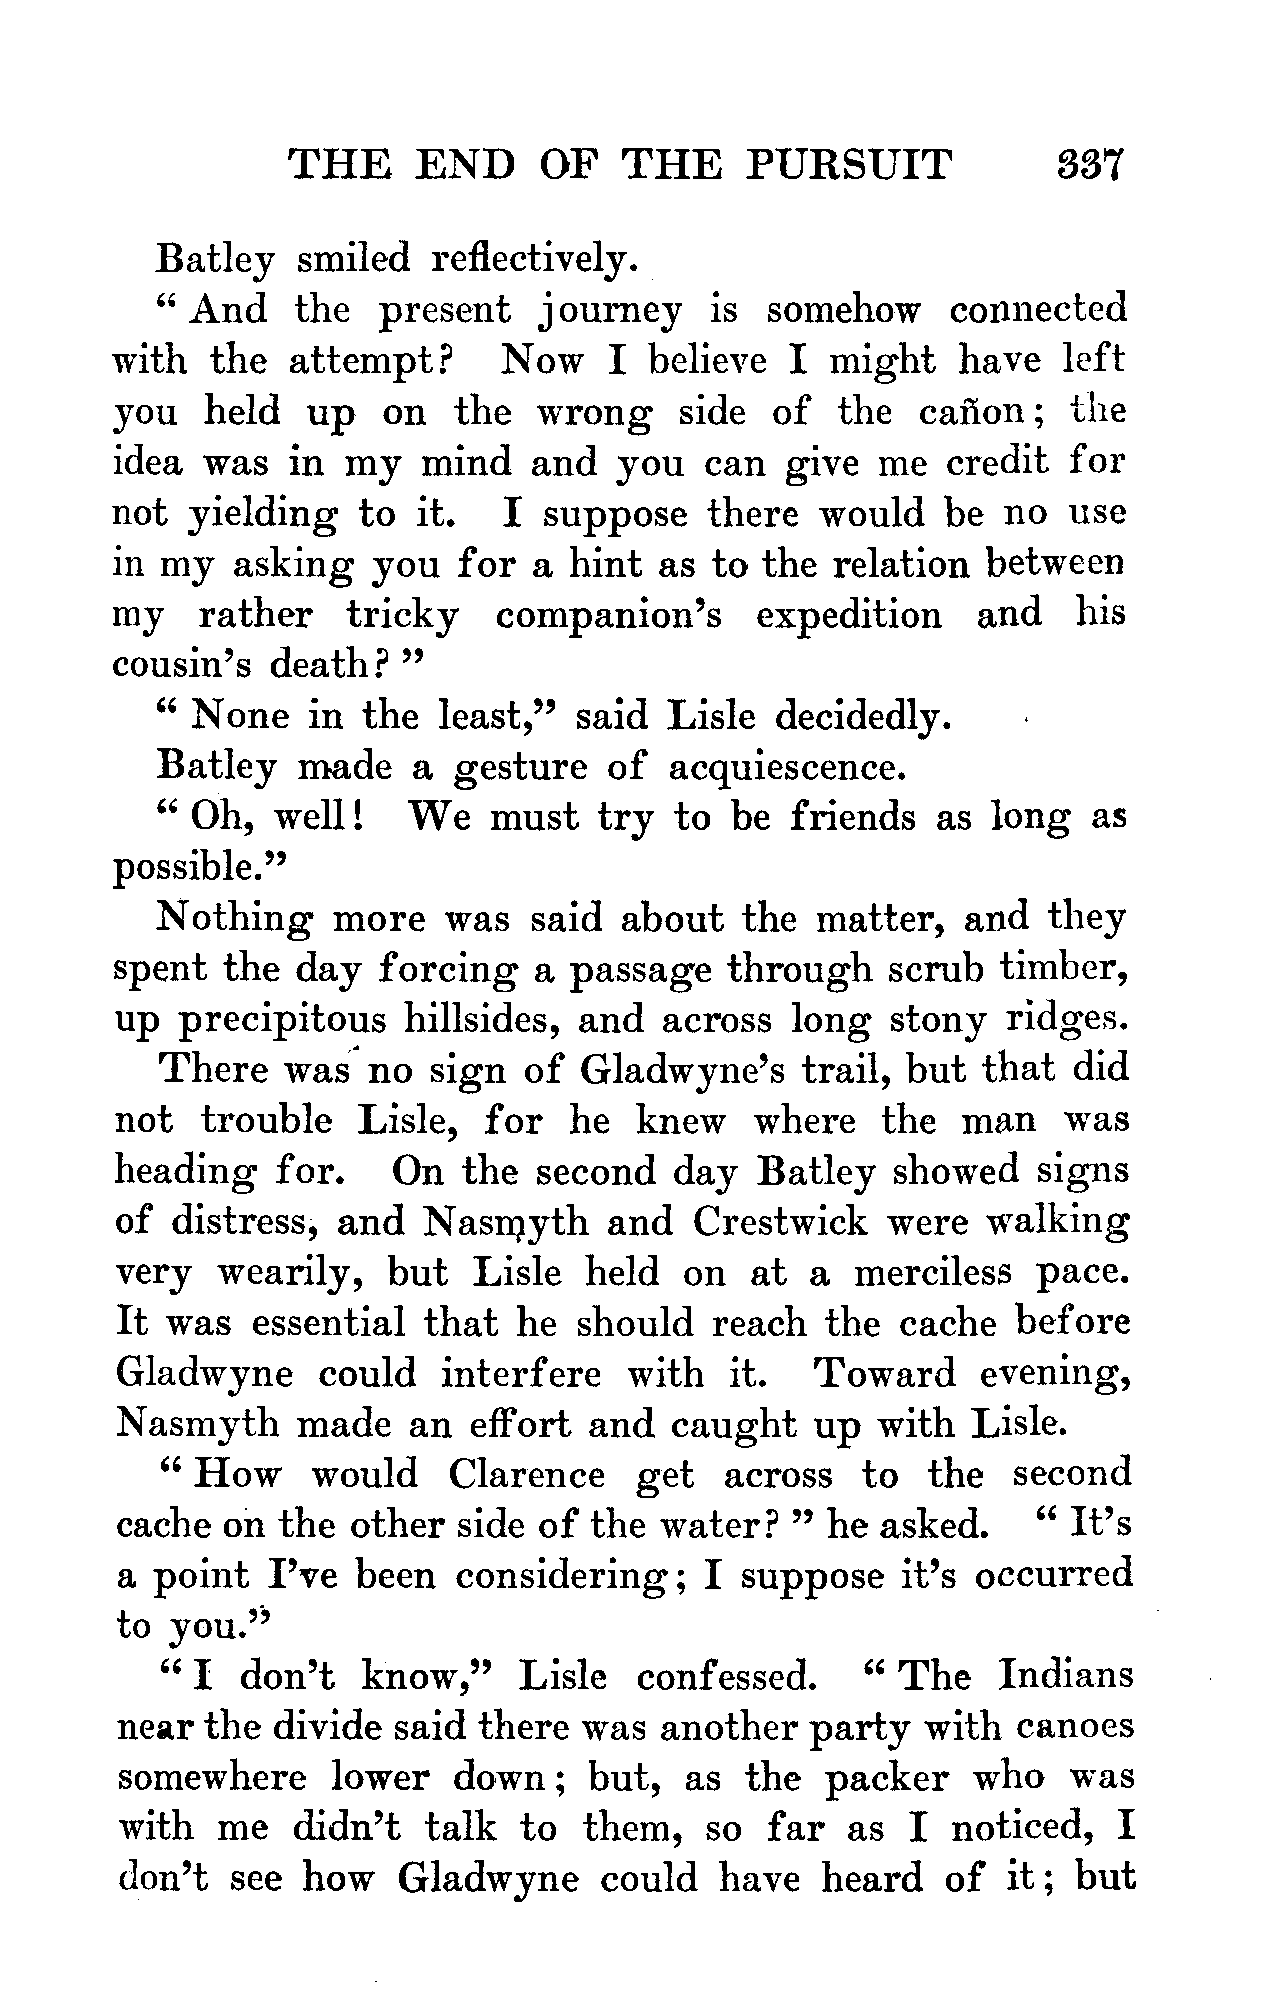 THE END OF THE PURSUIT 337
Batley smiled reflectively.
“ And the present journey is somehow connected
with the attempt? Now I believe I might have left
you held up on the wrong side of the cañon; the
idea was in my mind and you can give me credit for
not yielding to it. I suppose there would be no use
in my asking you for a hint as to the relation between
my rather tricky companion’s expedition and his
cousin’s death? ”
“ None in the least,” said Lisle decidedly.
Batley made a gesture of acquiescence.
“ Oh, well! We must try to be friends as long as
possible.”
Nothing more was said about the matter, and they
spent the day forcing a passage through scrub timber,
up precipitous hillsides, and across long stony ridges.
There was no sign of Gladwyne’s trail, but that did
not trouble Lisle, for he knew where the man was
heading for. On the second day Batley showed signs
of distress, and Nasmyth and Crestwick were walking
very wearily, but Lisle held on at a merciless pace.
It was essential that he should reach the cache before
Gladwyne could interfere with it. Toward evening,
Nasmyth made an effort and caught up with Lisle.
“ How would Clarence get across to the second
cache on the other side of the water? ” he asked. “ It’s
a point I’ve been considering; I suppose it’s occurred
to you.”
“ I don’t know,” Lisle confessed. “ The Indians
near the divide said there was another party with canoes
somewhere lower down; but, as the packer who was
with me didn’t talk to them, so far as I noticed, I
don’t see how Gladwyne could have heard of it; but